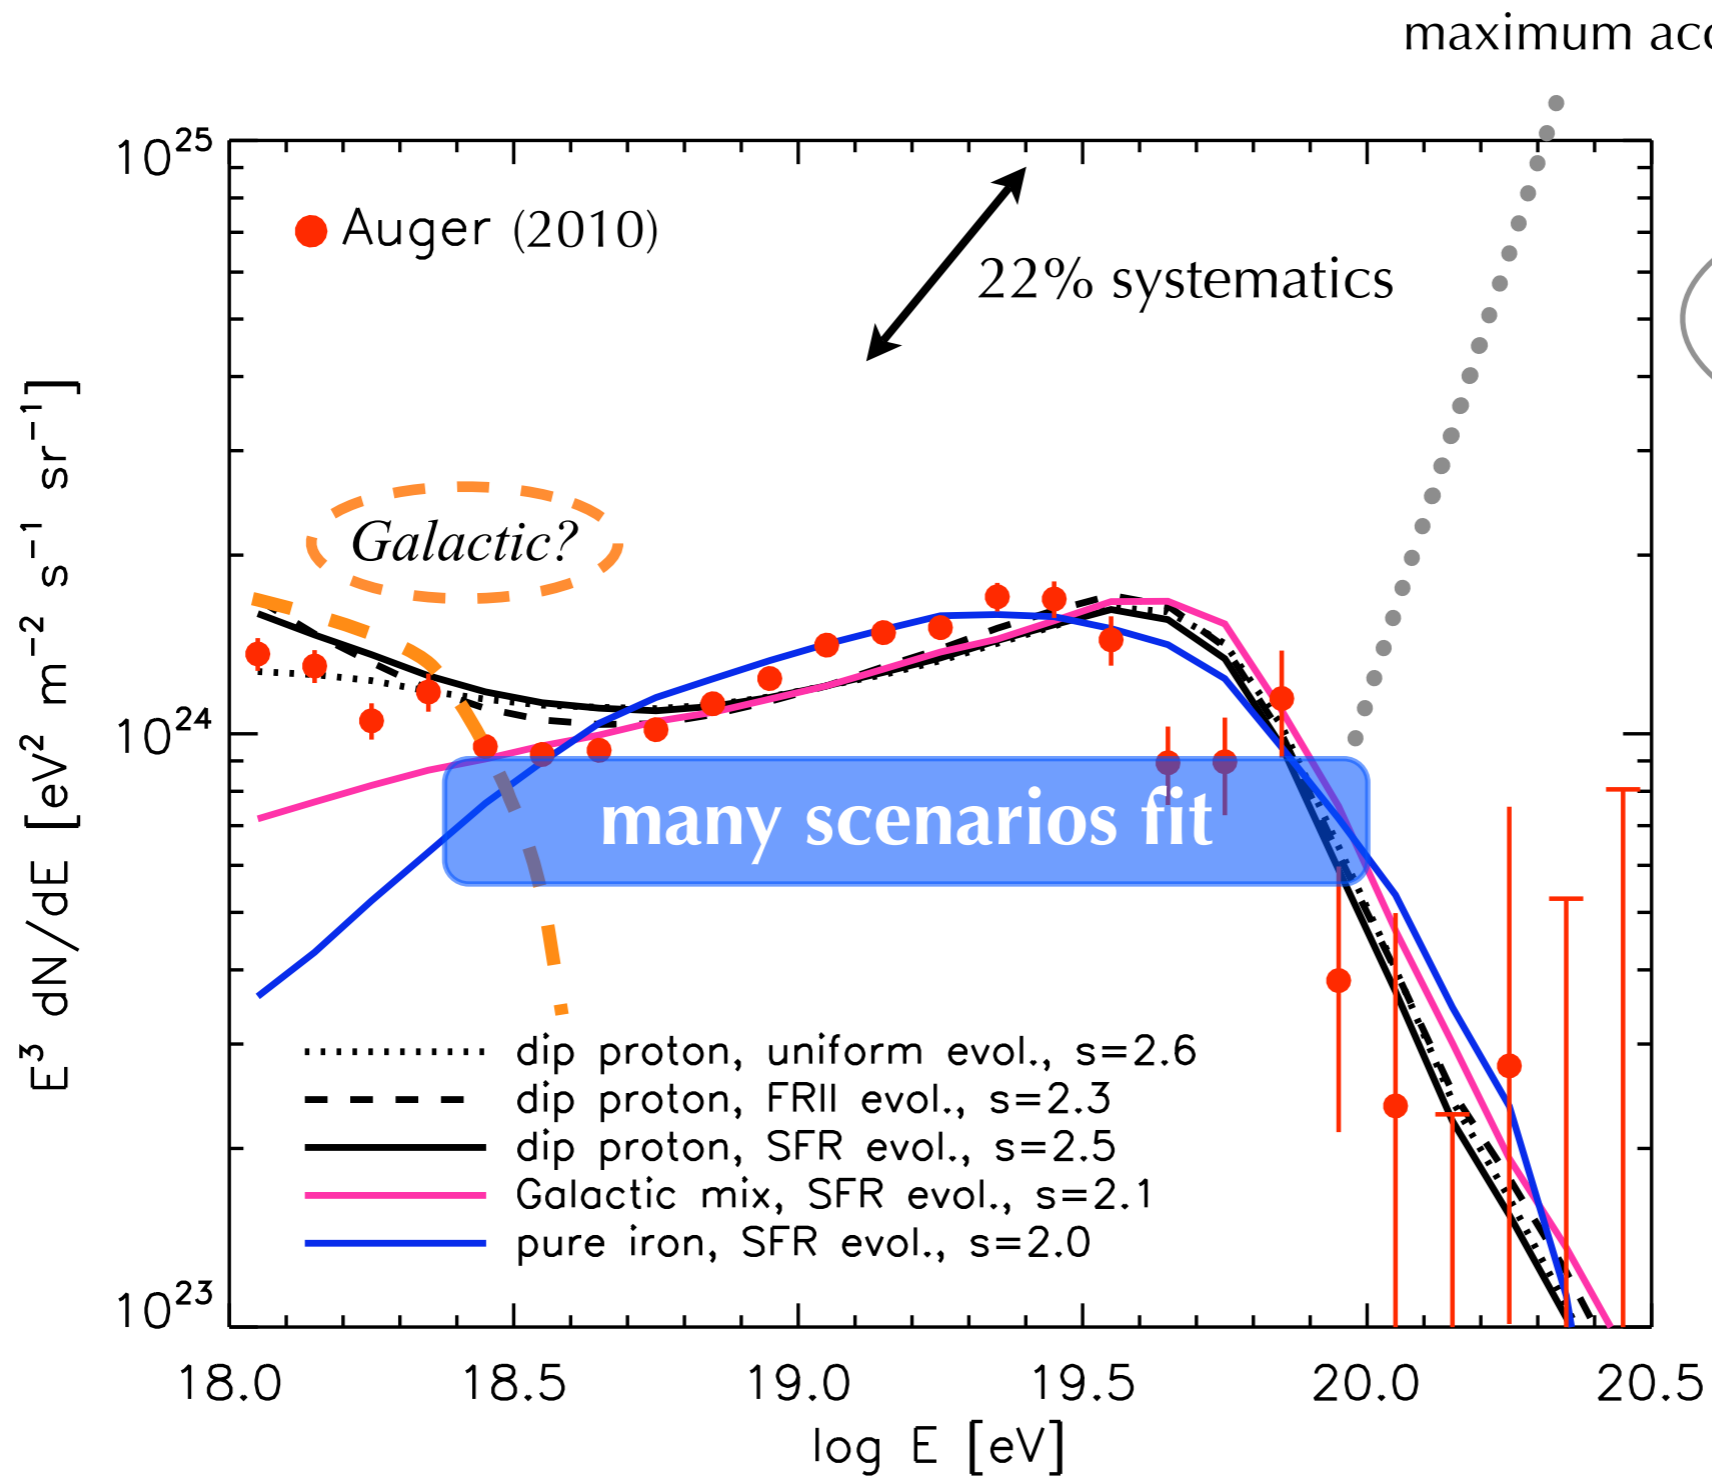 maximum acc
10^25
Auger (2010)
22% systematics
Galactic?
10^24
many scenarios fit
E^3 dN/dE [eV^2 m^-2 s^-1 sr^-1]
dip proton, uniform evol., s=2.6
dip proton, FRII evol., s=2.3
dip proton, SFR evol., s=2.5
Galactic mix, SFR evol., s=2.1
pure iron, SFR evol., s=2.0
10^23
18.0 18.5 19.0 19.5 20.0 20.5
log E [eV]